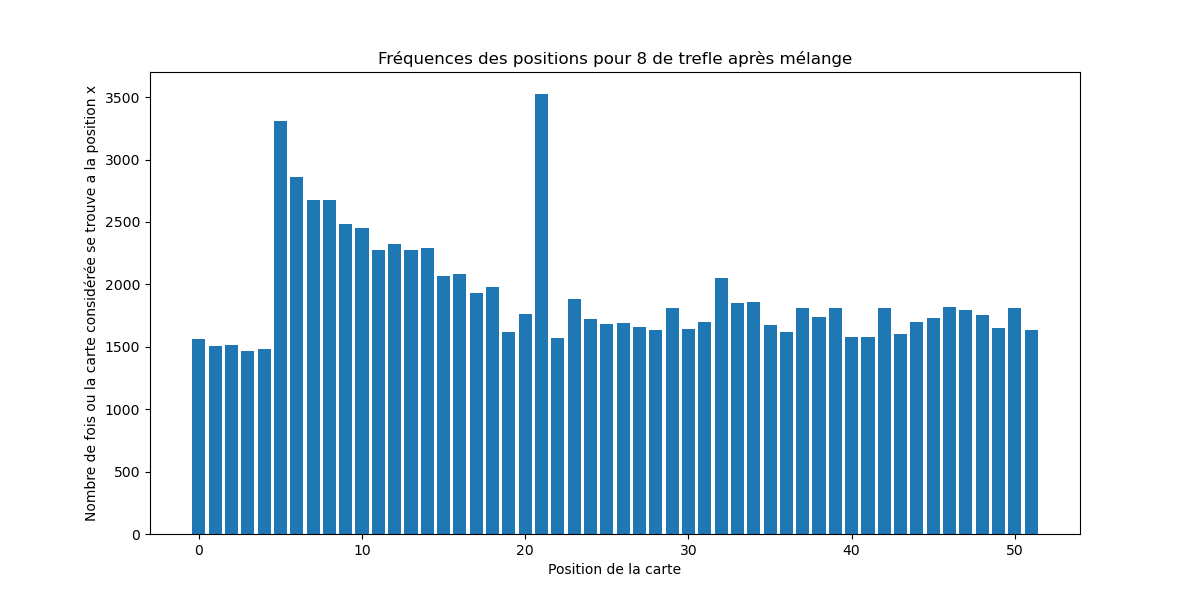 Fréquences des positions pour 8 de trefle après mélange
Nombre de fois ou la carte considérée se trouve a la position x
3500
3000
2500
2000
1500
1000
500
0
0 10 20 30 40 50
Position de la carte